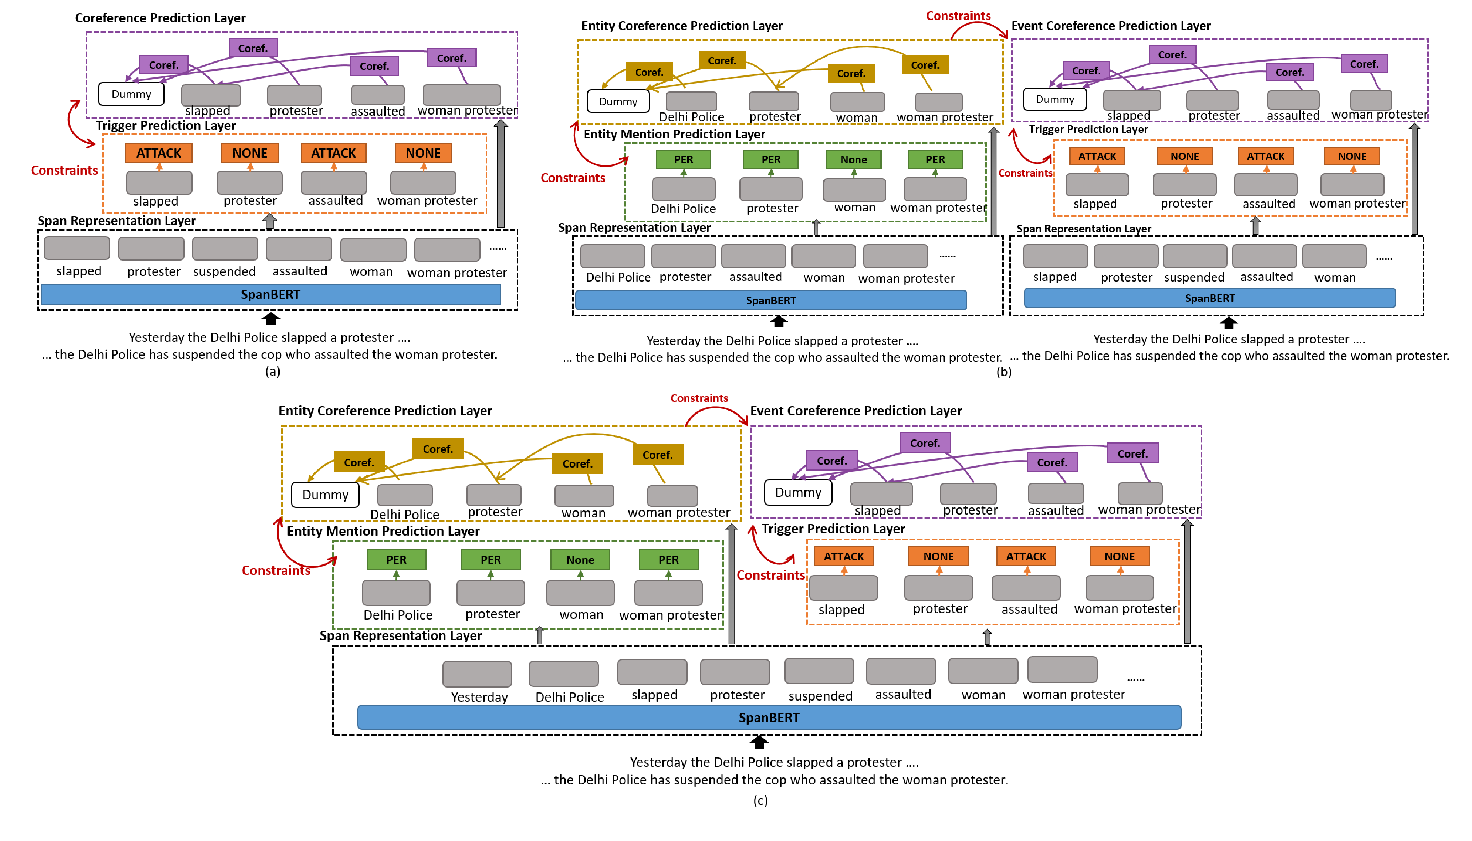 Coreference Prediction Layer
Coref.
Coref.
Coref.
Coref.
Dummy
slapped
protester
assaulted
woman protester
Trigger Prediction Layer
Constraints
ATTACK
NONE
ATTACK
NONE
slapped
protester
assaulted
woman protester
Span Representation Layer
......
slapped
protester
suspended
assaulted
woman
woman protester
SpanBERT
Yesterday the Delhi Police slapped a protester ....
... the Delhi Police has suspended the cop who assaulted the woman protester.
(a)
Entity Coreference Prediction Layer
Constraints
Coref.
Coref.
Coref.
Coref.
Dummy
Delhi Police
protester
woman
woman protester
Entity Mention Prediction Layer
Constraints
PER
PER
None
PER
Delhi Police
protester
woman
woman protester
Span Representation Layer
......
Delhi Police
protester
assaulted
woman
woman protester
SpanBERT
Yesterday the Delhi Police slapped a protester ....
... the Delhi Police has suspended the cop who assaulted the woman protester.
Event Coreference Prediction Layer
Coref.
Coref.
Coref.
Coref.
Dummy
slapped
protester
assaulted
woman protester
Trigger Prediction Layer
Constraints
ATTACK
NONE
ATTACK
NONE
slapped
protester
assaulted
woman protester
Span Representation Layer
......
slapped
protester
suspended
assaulted
woman
SpanBERT
Yesterday the Delhi Police slapped a protester ....
... the Delhi Police has suspended the cop who assaulted the woman protester.
(b)
Entity Coreference Prediction Layer
Constraints
Coref.
Coref.
Coref.
Coref.
Dummy
Delhi Police
protester
woman
woman protester
Entity Mention Prediction Layer
Constraints
PER
PER
None
PER
Delhi Police
protester
woman
woman protester
Event Coreference Prediction Layer
Coref.
Coref.
Coref.
Coref.
Dummy
slapped
protester
assaulted
woman protester
Trigger Prediction Layer
Constraints
ATTACK
NONE
ATTACK
NONE
slapped
protester
assaulted
woman protester
Span Representation Layer
Yesterday
Delhi Police
slapped
protester
suspended
assaulted
woman
woman protester
......
SpanBERT
Yesterday the Delhi Police slapped a protester ....
... the Delhi Police has suspended the cop who assaulted the woman protester.
(c)